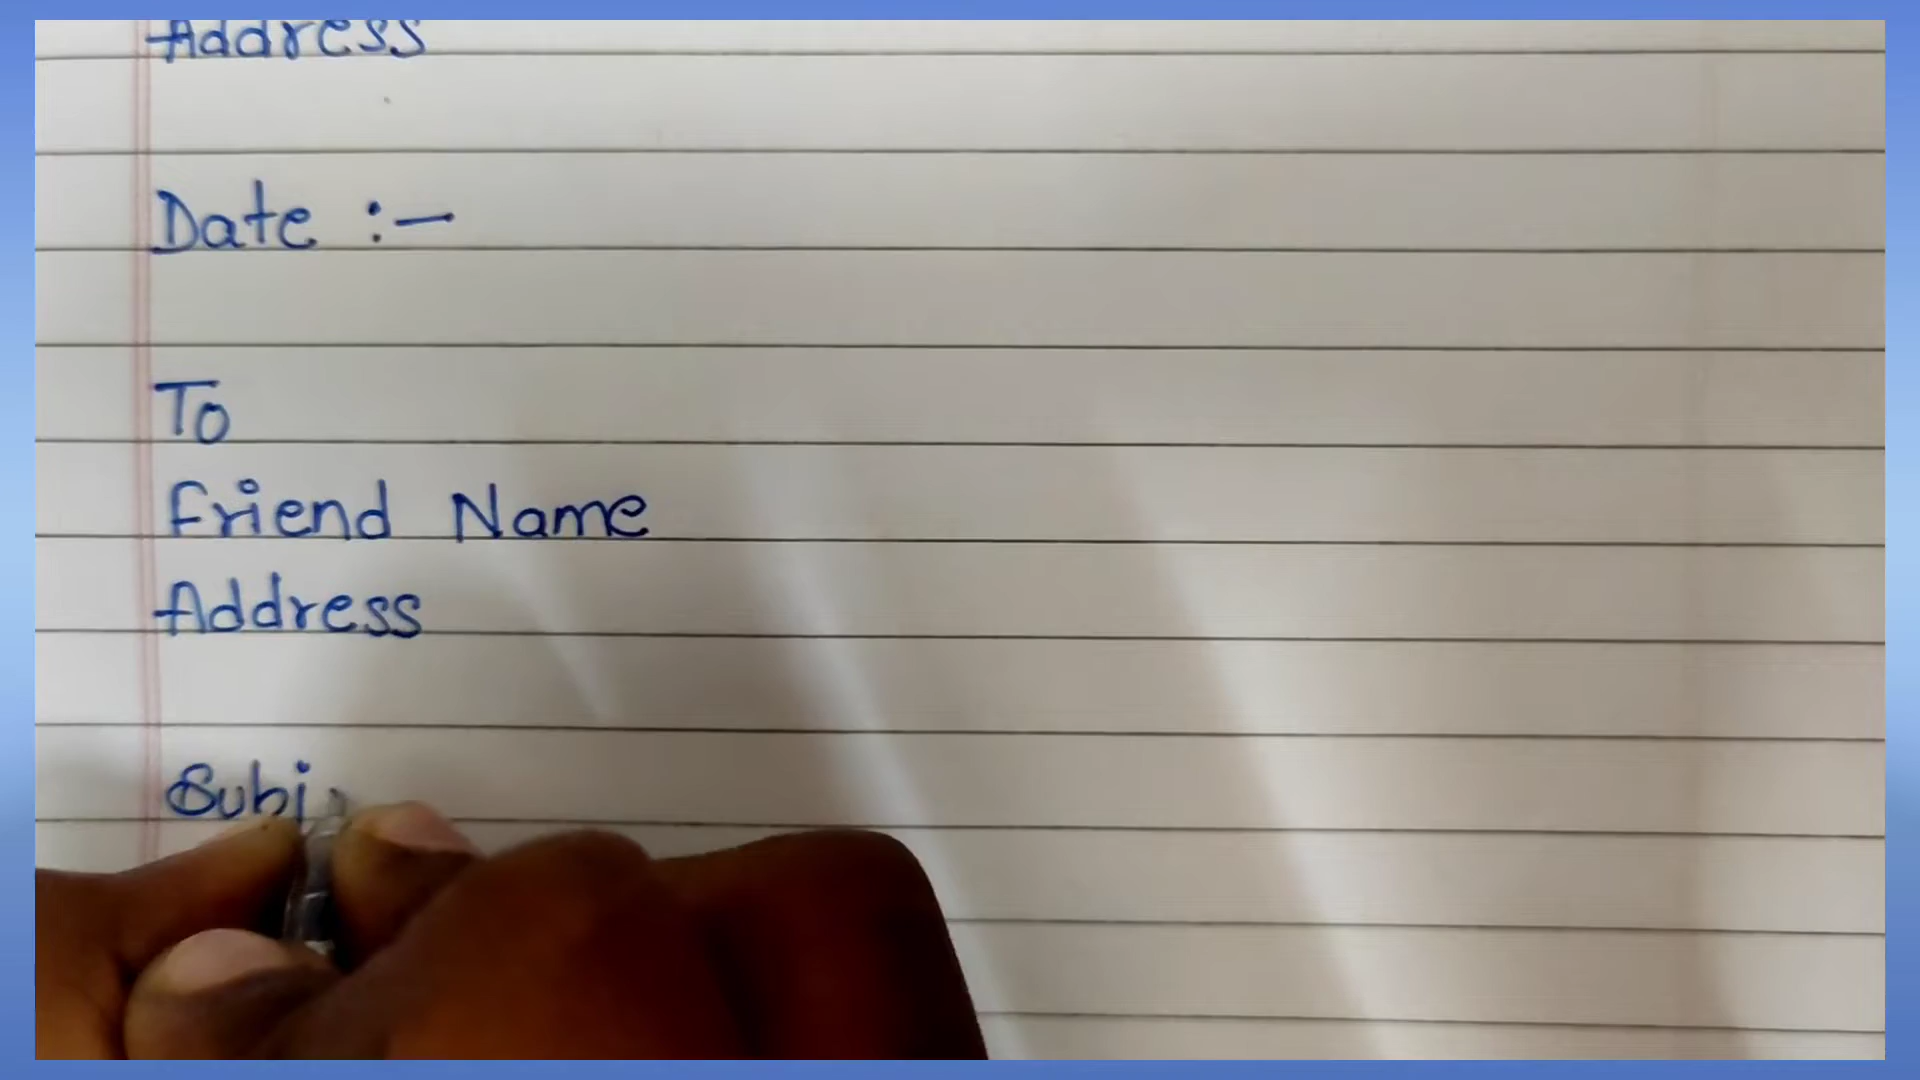 Address
Date :-
To
Friend Name
Address
Subj